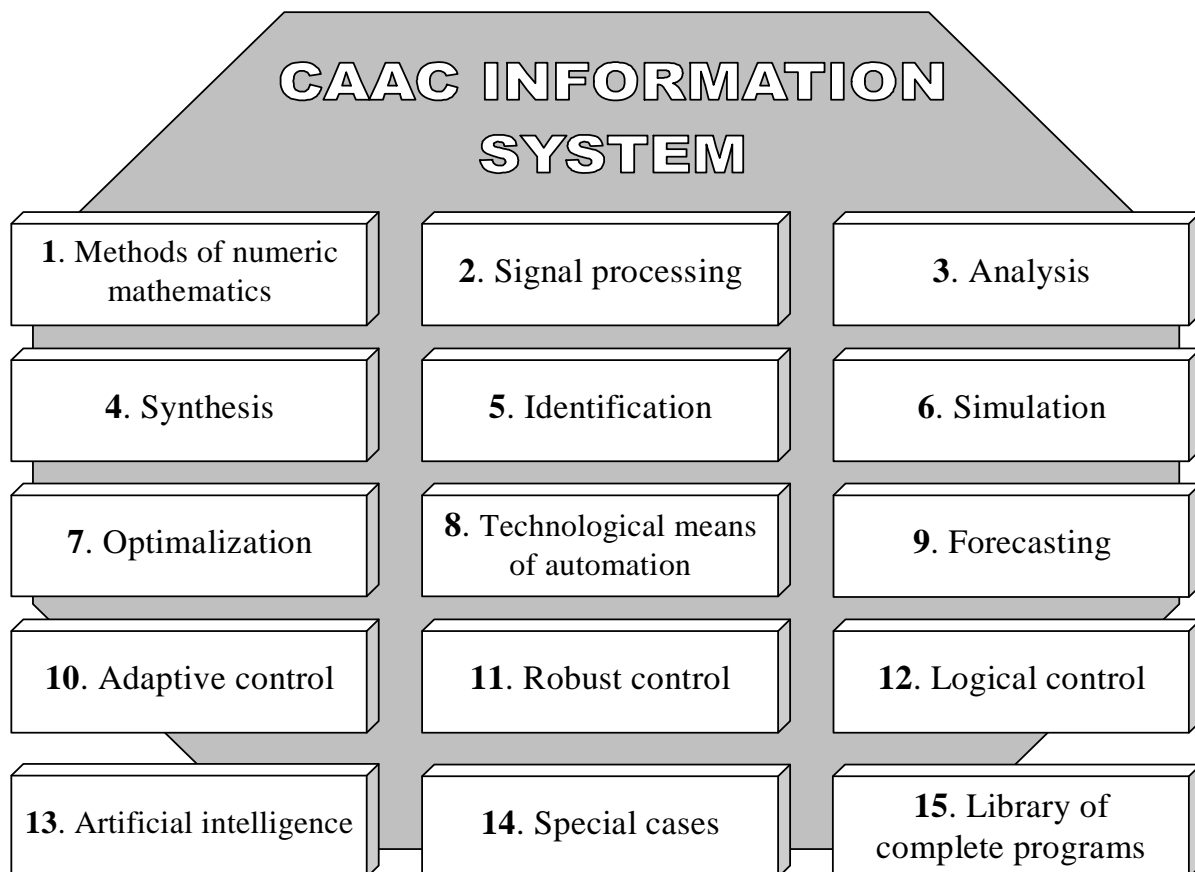 CAAC INFORMATION
SYSTEM
1. Methods of numeric
mathematics
2. Signal processing
3. Analysis
4. Synthesis
5. Identification
6. Simulation
7. Optimalization
8. Technological means
of automation
9. Forecasting
10. Adaptive control
11. Robust control
12. Logical control
13. Artificial intelligence
14. Special cases
15. Library of
complete programs